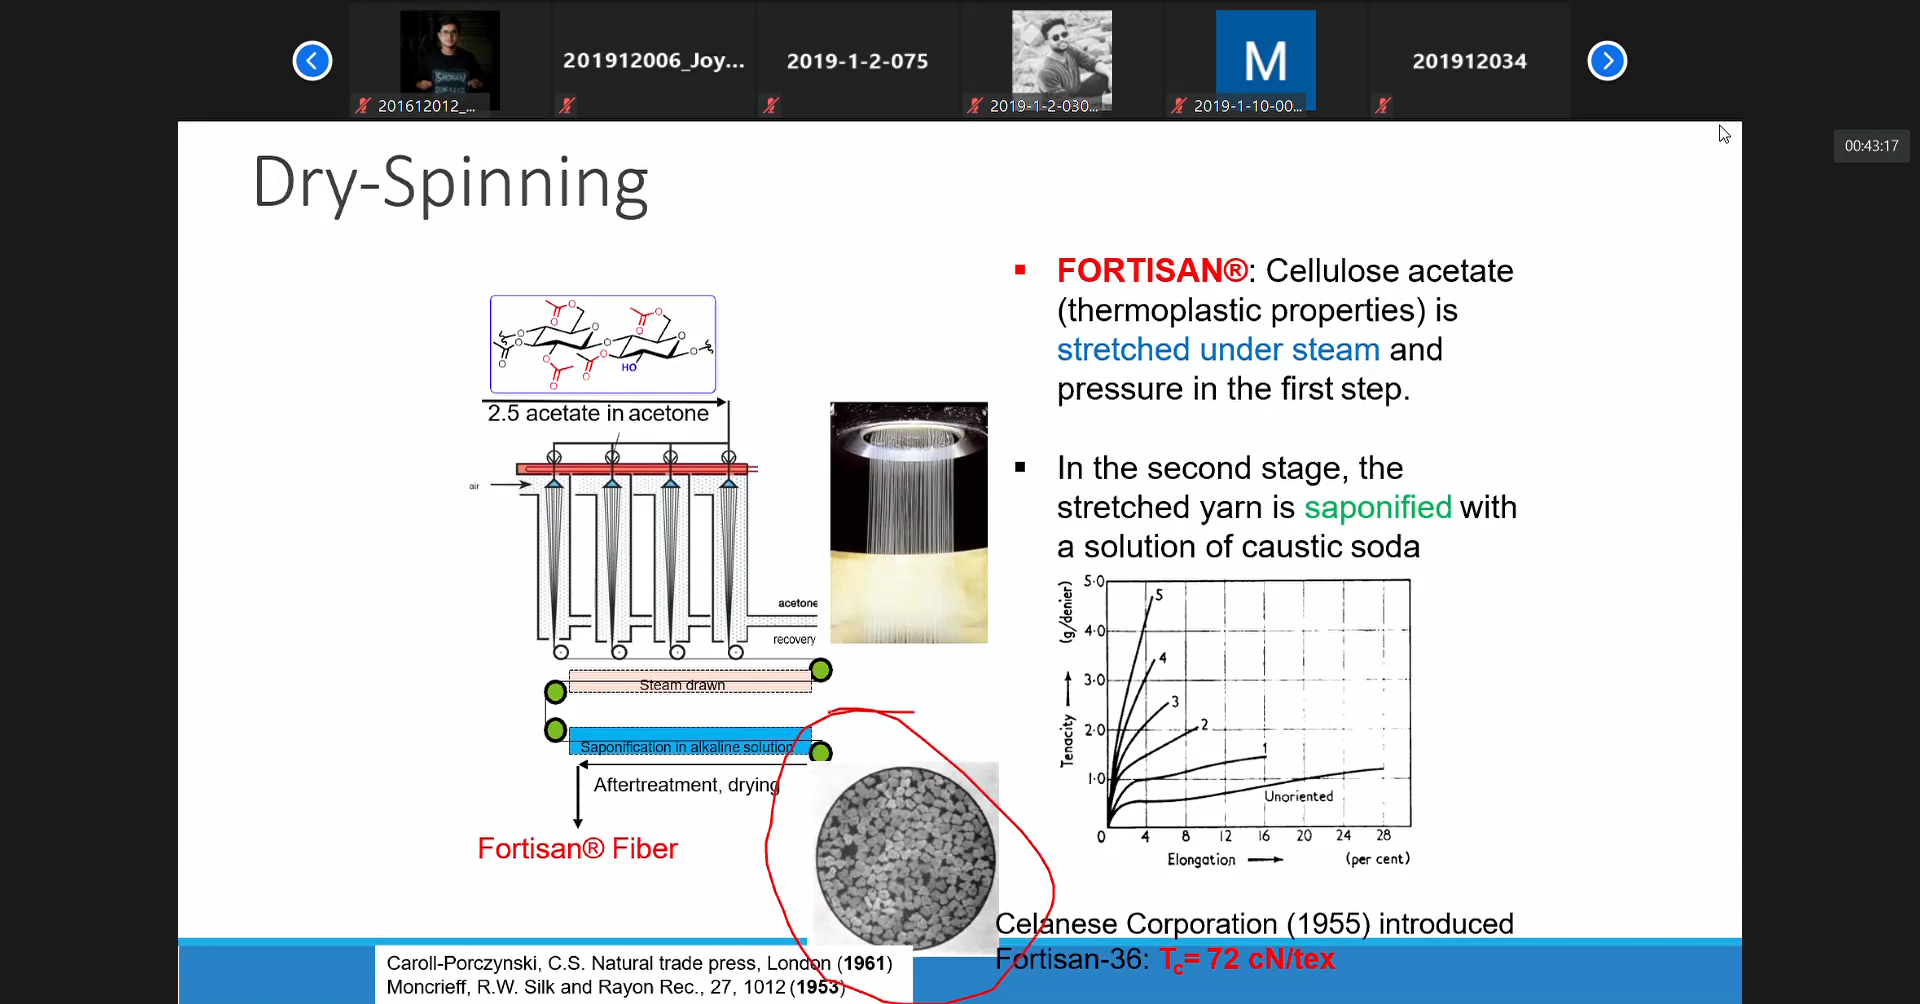 201612012_...
201912006_Joy...
2019-1-2-075
2019-1-2-030...
M
2019-1-10-00...
201912034
00:43:17
Dry-Spinning
HO
O
O
O
O
O
O
O
O
O
O
O
O
O
2.5 acetate in acetone
air
acetone
recovery
Steam drawn
Saponification in alkaline solution
Aftertreatment, drying
Fortisan® Fiber
▪ FORTISAN®: Cellulose acetate
(thermoplastic properties) is
stretched under steam and
pressure in the first step.
▪ In the second stage, the
stretched yarn is saponified with
a solution of caustic soda
Tenacity ⟶ (g/denier)
5·0
4·0
3·0
2·0
1·0
5
4
3
2
1
Unoriented
0 4 8 12 16 20 24 28
Elongation ⟶ (per cent)
Celanese Corporation (1955) introduced
Fortisan-36: Tc= 72 cN/tex
Caroll-Porczynski, C.S. Natural trade press, London (1961)
Moncrieff, R.W. Silk and Rayon Rec., 27, 1012 (1953)